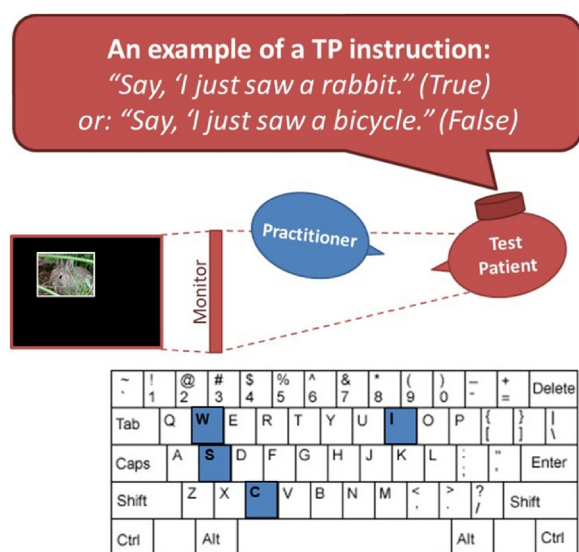 An example of a TP instruction:
“Say, ‘I just saw a rabbit.” (True)
or: “Say, ‘I just saw a bicycle.” (False)
Practitioner
Test
Patient
Monitor
~ ! @ # $ % ^ & * ( ) – + Delete
` 1 2 3 4 5 6 7 8 9 0 - =
Tab Q W E R T Y U I O P { } |
[ ] \
Caps A S D F G H J K L : " Enter
; '
Shift Z X C V B N M < > ? Shift
, . /
Ctrl Alt Alt Ctrl